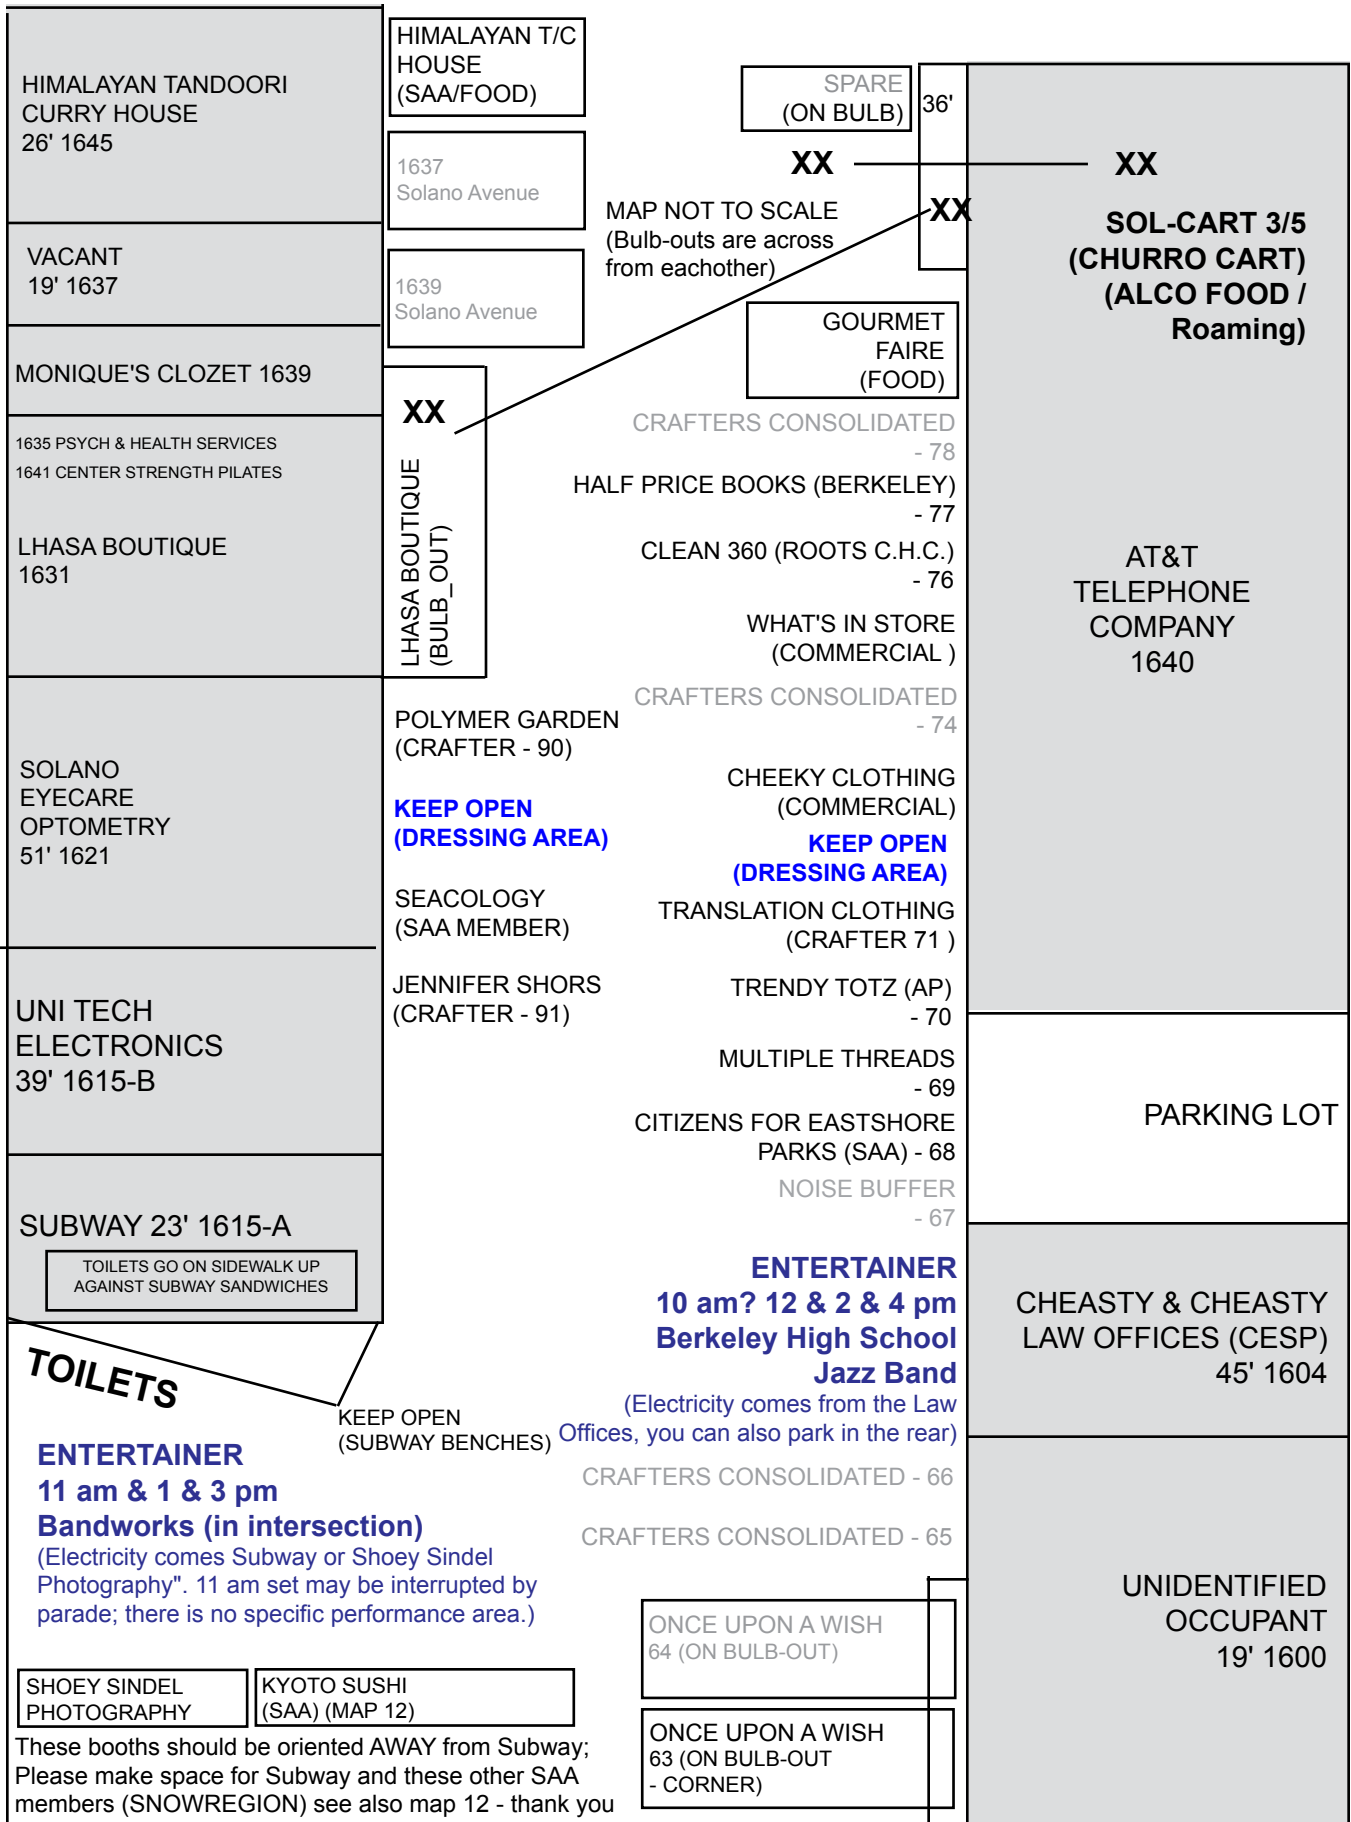 HIMALAYAN TANDOORI
CURRY HOUSE
26' 1645
VACANT
19' 1637
MONIQUE'S CLOZET 1639
1635 PSYCH & HEALTH SERVICES
1641 CENTER STRENGTH PILATES
LHASA BOUTIQUE
1631
SOLANO
EYECARE
OPTOMETRY
51' 1621
UNI TECH
ELECTRONICS
39' 1615-B
SUBWAY 23' 1615-A
TOILETS GO ON SIDEWALK UP
AGAINST SUBWAY SANDWICHES
TOILETS
KEEP OPEN
(SUBWAY BENCHES)
ENTERTAINER
11 am & 1 & 3 pm
Bandworks (in intersection)
(Electricity comes Subway or Shoey Sindel
Photography". 11 am set may be interrupted by
parade; there is no specific performance area.)
SHOEY SINDEL
PHOTOGRAPHY
KYOTO SUSHI
(SAA) (MAP 12)
These booths should be oriented AWAY from Subway;
Please make space for Subway and these other SAA
members (SNOWREGION) see also map 12 - thank you
HIMALAYAN T/C
HOUSE
(SAA/FOOD)
1637
Solano Avenue
1639
Solano Avenue
XX
LHASA BOUTIQUE
(BULB_OUT)
POLYMER GARDEN
(CRAFTER - 90)
KEEP OPEN
(DRESSING AREA)
SEACOLOGY
(SAA MEMBER)
JENNIFER SHORS
(CRAFTER - 91)
SPARE
(ON BULB)
36'
XX
XX
MAP NOT TO SCALE
(Bulb-outs are across
from eachother)
GOURMET
FAIRE
(FOOD)
CRAFTERS CONSOLIDATED
- 78
HALF PRICE BOOKS (BERKELEY)
- 77
CLEAN 360 (ROOTS C.H.C.)
- 76
WHAT'S IN STORE
(COMMERCIAL )
CRAFTERS CONSOLIDATED
- 74
CHEEKY CLOTHING
(COMMERCIAL)
KEEP OPEN
(DRESSING AREA)
TRANSLATION CLOTHING
(CRAFTER 71 )
TRENDY TOTZ (AP)
- 70
MULTIPLE THREADS
- 69
CITIZENS FOR EASTSHORE
PARKS (SAA) - 68
NOISE BUFFER
- 67
ENTERTAINER
10 am? 12 & 2 & 4 pm
Berkeley High School
Jazz Band
(Electricity comes from the Law
Offices, you can also park in the rear)
CRAFTERS CONSOLIDATED - 66
CRAFTERS CONSOLIDATED - 65
ONCE UPON A WISH
64 (ON BULB-OUT)
ONCE UPON A WISH
63 (ON BULB-OUT
- CORNER)
XX
SOL-CART 3/5
(CHURRO CART)
(ALCO FOOD /
Roaming)
AT&T
TELEPHONE
COMPANY
1640
PARKING LOT
CHEASTY & CHEASTY
LAW OFFICES (CESP)
45' 1604
UNIDENTIFIED
OCCUPANT
19' 1600